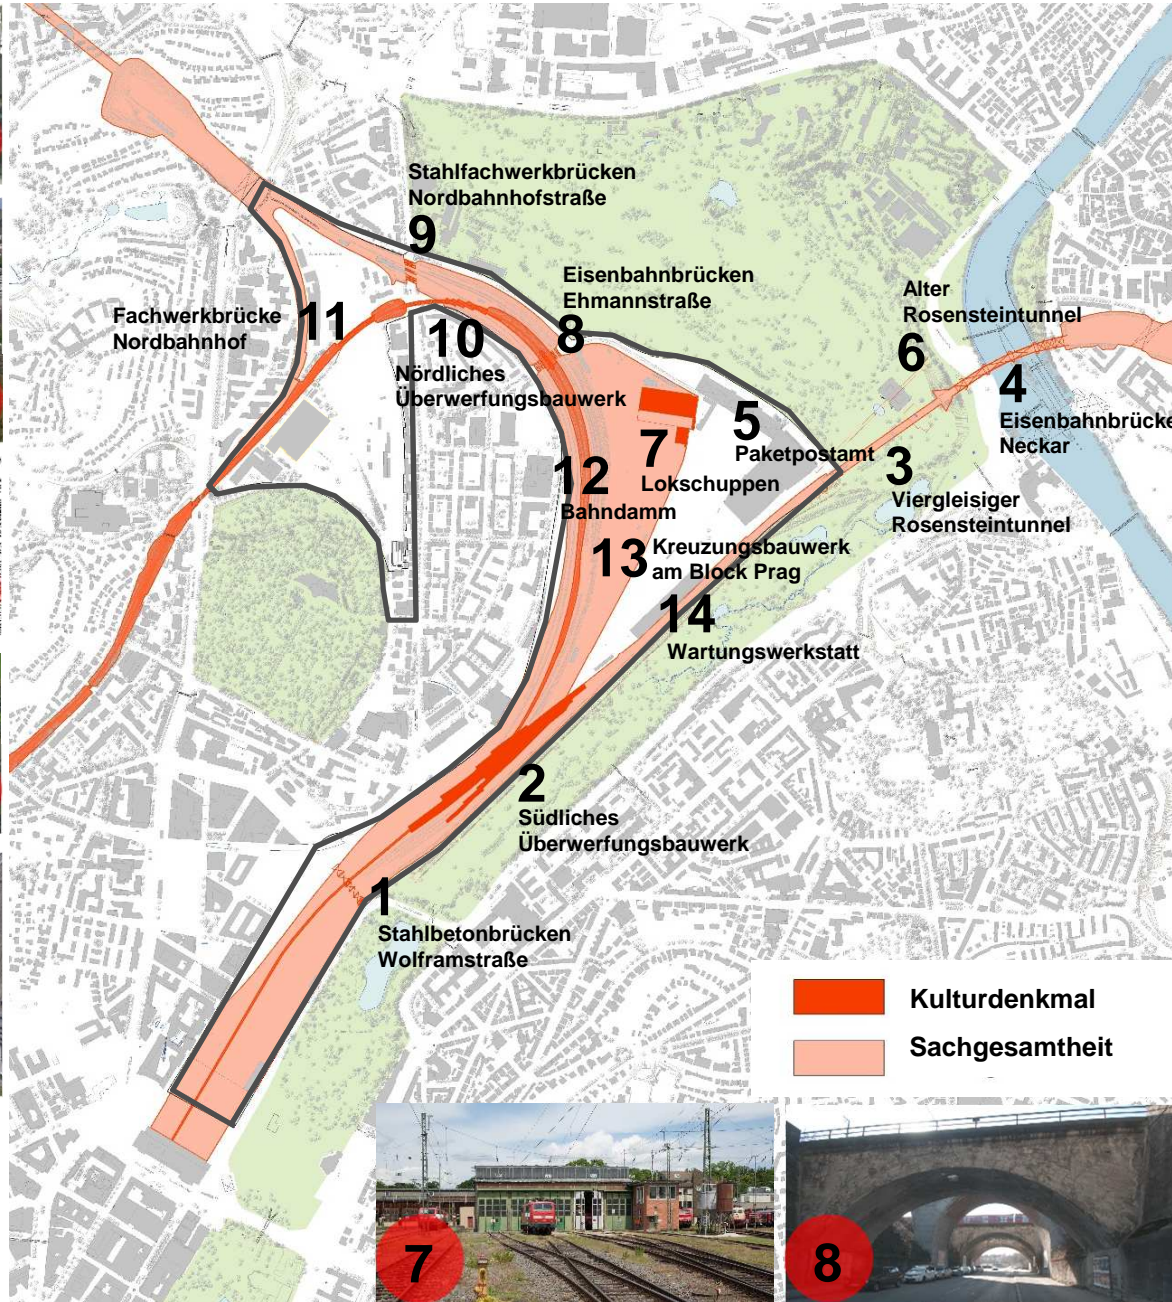 Stahlfachwerkbrücken
Nordbahnhofstraße
9
Eisenbahnbrücken
Ehmannstraße
8
Alter
Rosensteintunnel
6
Fachwerkbrücke
Nordbahnhof
11
10
Nördliches
Überwerfungsbauwerk
4
Eisenbahnbrücke
Neckar
5
Paketpostamt
7
Lokschuppen
3
Viergleisiger
Rosensteintunnel
12
Bahndamm
13
Kreuzungsbauwerk
am Block Prag
14
Wartungswerkstatt
2
Südliches
Überwerfungsbauwerk
1
Stahlbetonbrücken
Wolframstraße
Kulturdenkmal
Sachgesamtheit
7
8